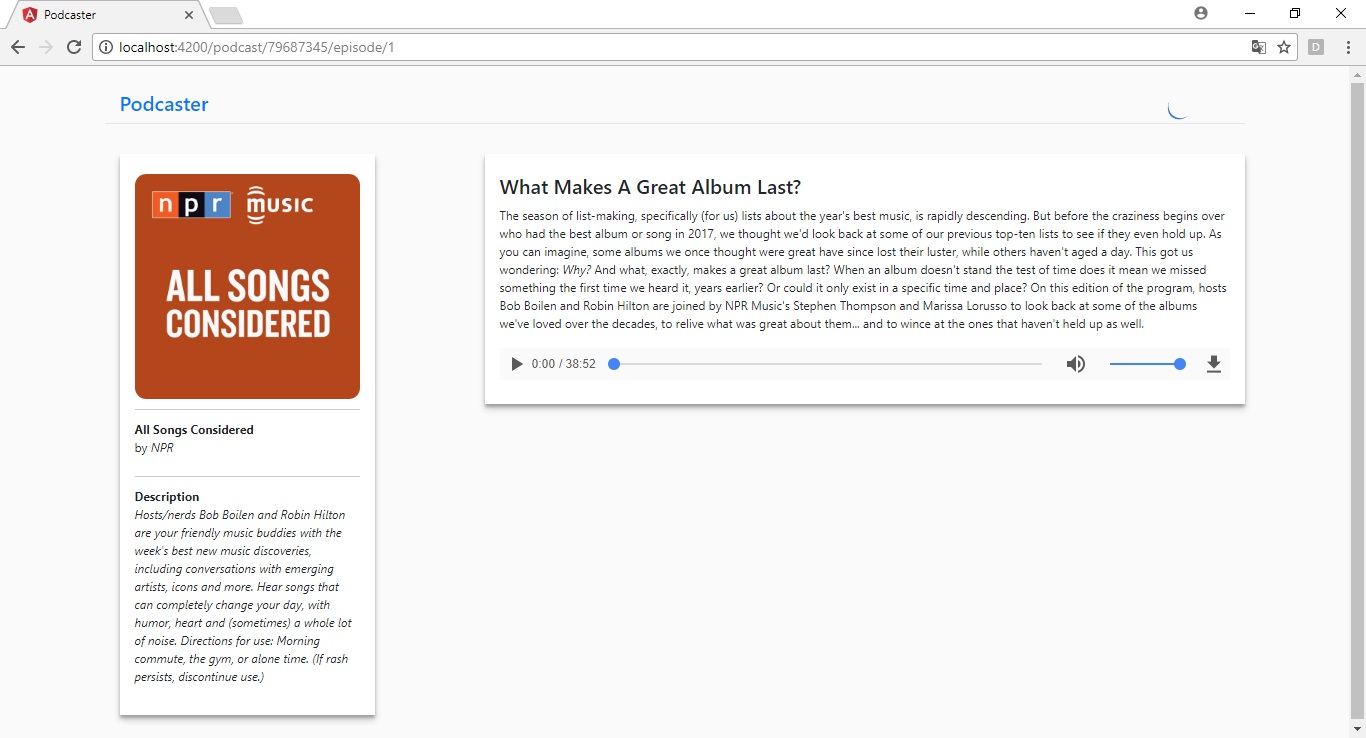 Podcaster
localhost:4200/podcast/79687345/episode/1
D
Podcaster
npr MUSIC
ALL SONGS
CONSIDERED
All Songs Considered
by NPR
Description
Hosts/nerds Bob Boilen and Robin Hilton
are your friendly music buddies with the
week's best new music discoveries,
including conversations with emerging
artists, icons and more. Hear songs that
can completely change your day, with
humor, heart and (sometimes) a whole lot
of noise. Directions for use: Morning
commute, the gym, or alone time. (If rash
persists, discontinue use.)
What Makes A Great Album Last?
The season of list-making, specifically (for us) lists about the year's best music, is rapidly descending. But before the craziness begins over
who had the best album or song in 2017, we thought we'd look back at some of our previous top-ten lists to see if they even hold up. As
you can imagine, some albums we once thought were great have since lost their luster, while others haven't aged a day. This got us
wondering: Why? And what, exactly, makes a great album last? When an album doesn't stand the test of time does it mean we missed
something the first time we heard it, years earlier? Or could it only exist in a specific time and place? On this edition of the program, hosts
Bob Boilen and Robin Hilton are joined by NPR Music's Stephen Thompson and Marissa Lorusso to look back at some of the albums
we've loved over the decades, to relive what was great about them... and to wince at the ones that haven't held up as well.
0:00 / 38:52